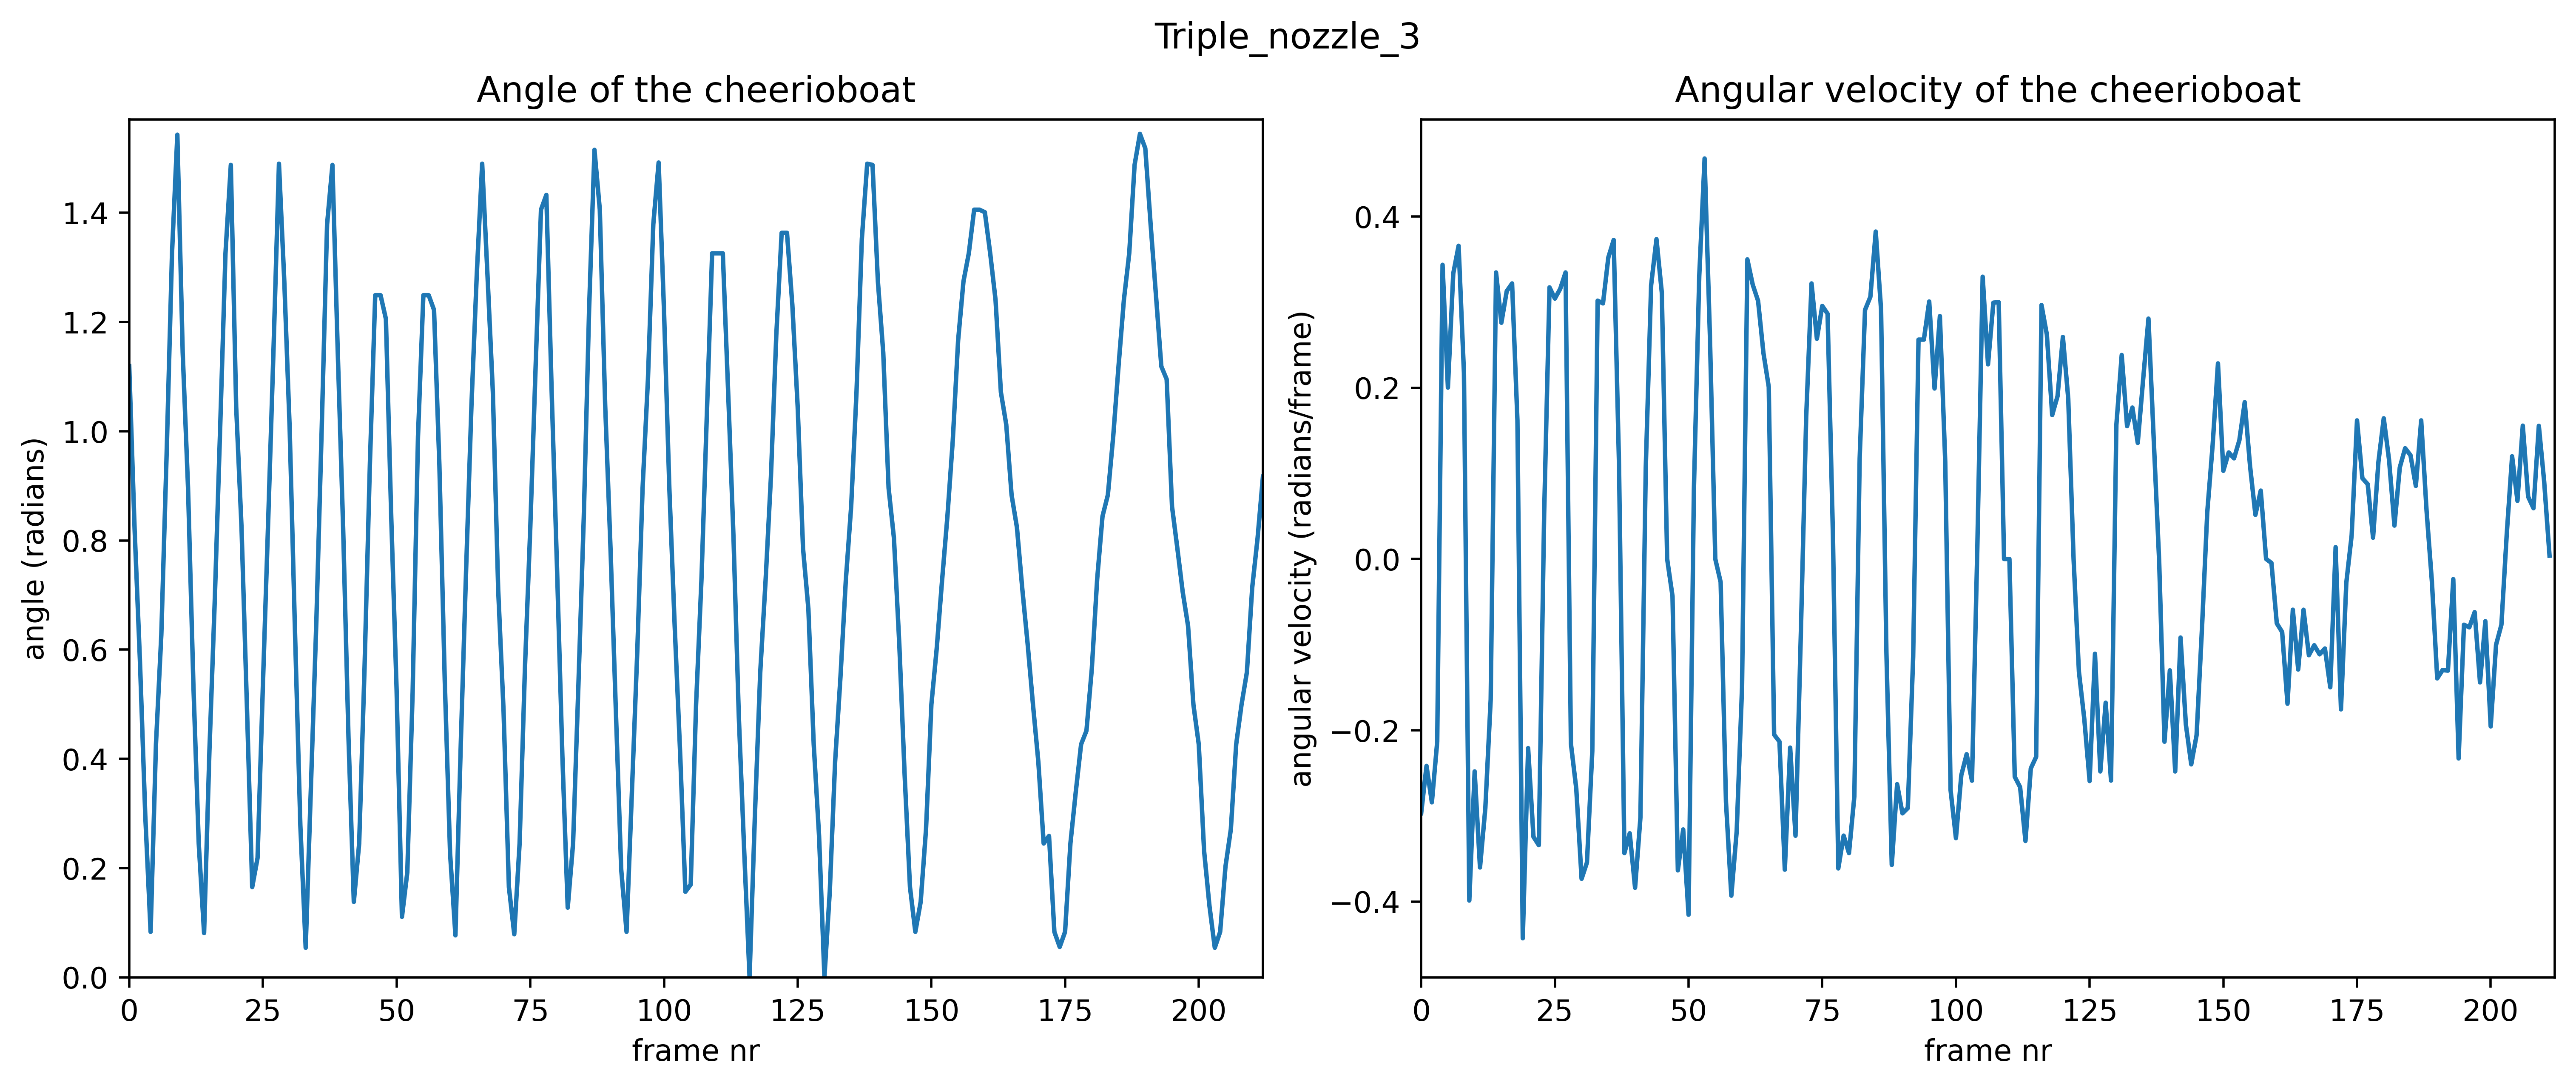 Triple_nozzle_3
Angle of the cheerioboat
angle (radians)
1.4
1.2
1.0
0.8
0.6
0.4
0.2
0.0
0 25 50 75 100 125 150 175 200
frame nr
Angular velocity of the cheerioboat
angular velocity (radians/frame)
0.4
0.2
0.0
−0.2
−0.4
0 25 50 75 100 125 150 175 200
frame nr